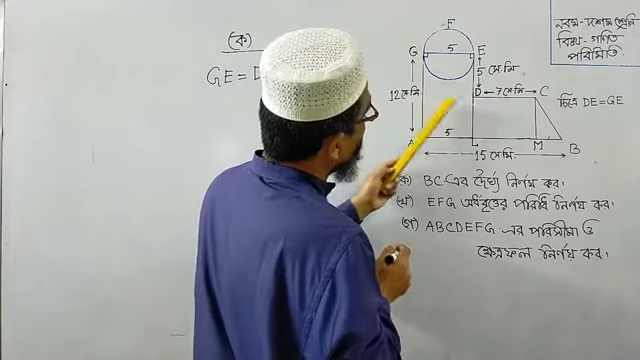 নবম-দশম শ্রেণি
বিষয়- গণিত
পরিমিতি
(ক)
GE = D
F
G 5 E
5 সে.মি
12 সে.মি
D 7 সে.মি C
চিত্রে DE=GE
5
M B
15 সে.মি.
ক) BC এর দৈর্ঘ্য নির্ণয় কর।
(খ) EFG অর্ধবৃত্তের পরিধি নির্ণয় কর.
(গ) ABCDEFG এর পরিসীমা ও
ক্ষেত্রফল নির্ণয় কর।